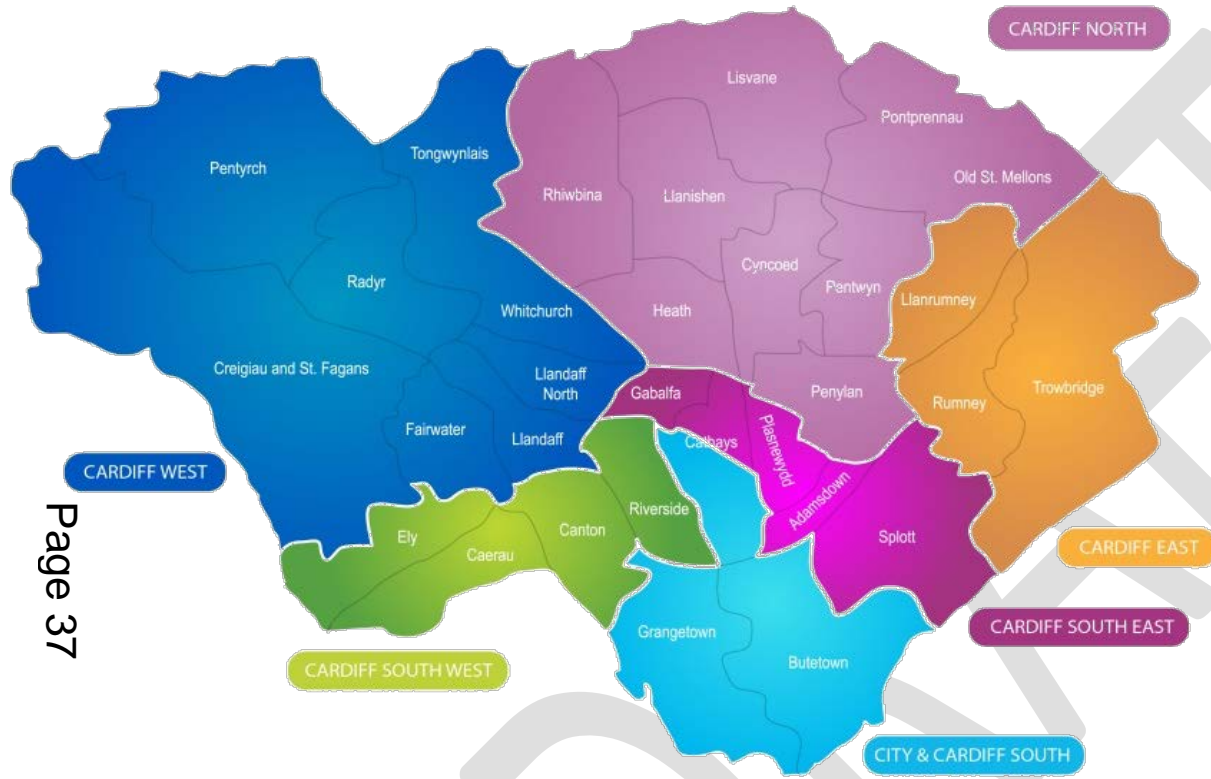 CARDIFF NORTH
Lisvane
Pontprennau
Tongwynlais
Pentyrch
Old St. Mellons
Rhiwbina
Llanishen
Cyncoed
Radyr
Pentwyn
Llanrumney
Whitchurch
Heath
Creigiau and St. Fagans
Llandaff
North
Trowbridge
Gabalfa
Penylan
Rumney
Fairwater
Llandaff
Cathays
Plasnewydd
CARDIFF WEST
Adamsdown
Riverside
Ely
Canton
Splott
Caerau
CARDIFF EAST
Page 37
CARDIFF SOUTH EAST
Grangetown
CARDIFF SOUTH WEST
Butetown
CITY & CARDIFF SOUTH